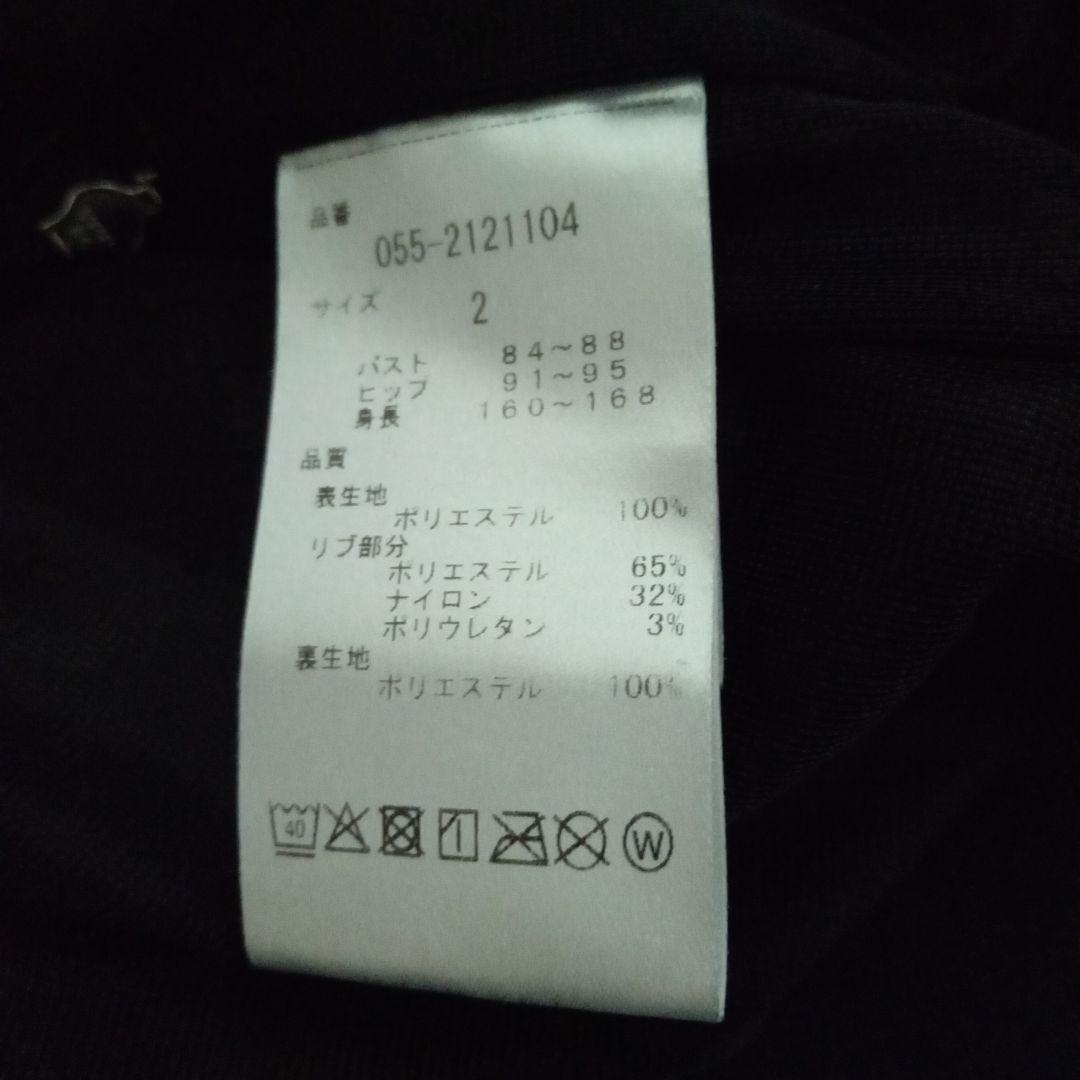 品番
055-2121104
サイズ 2
バスト 84～88
ヒップ 91～95
身長 160～168
品質
表生地
ポリエステル 100%
リブ部分
ポリエステル 65%
ナイロン 32%
ポリウレタン 3%
裏生地
ポリエステル 100%
40
W